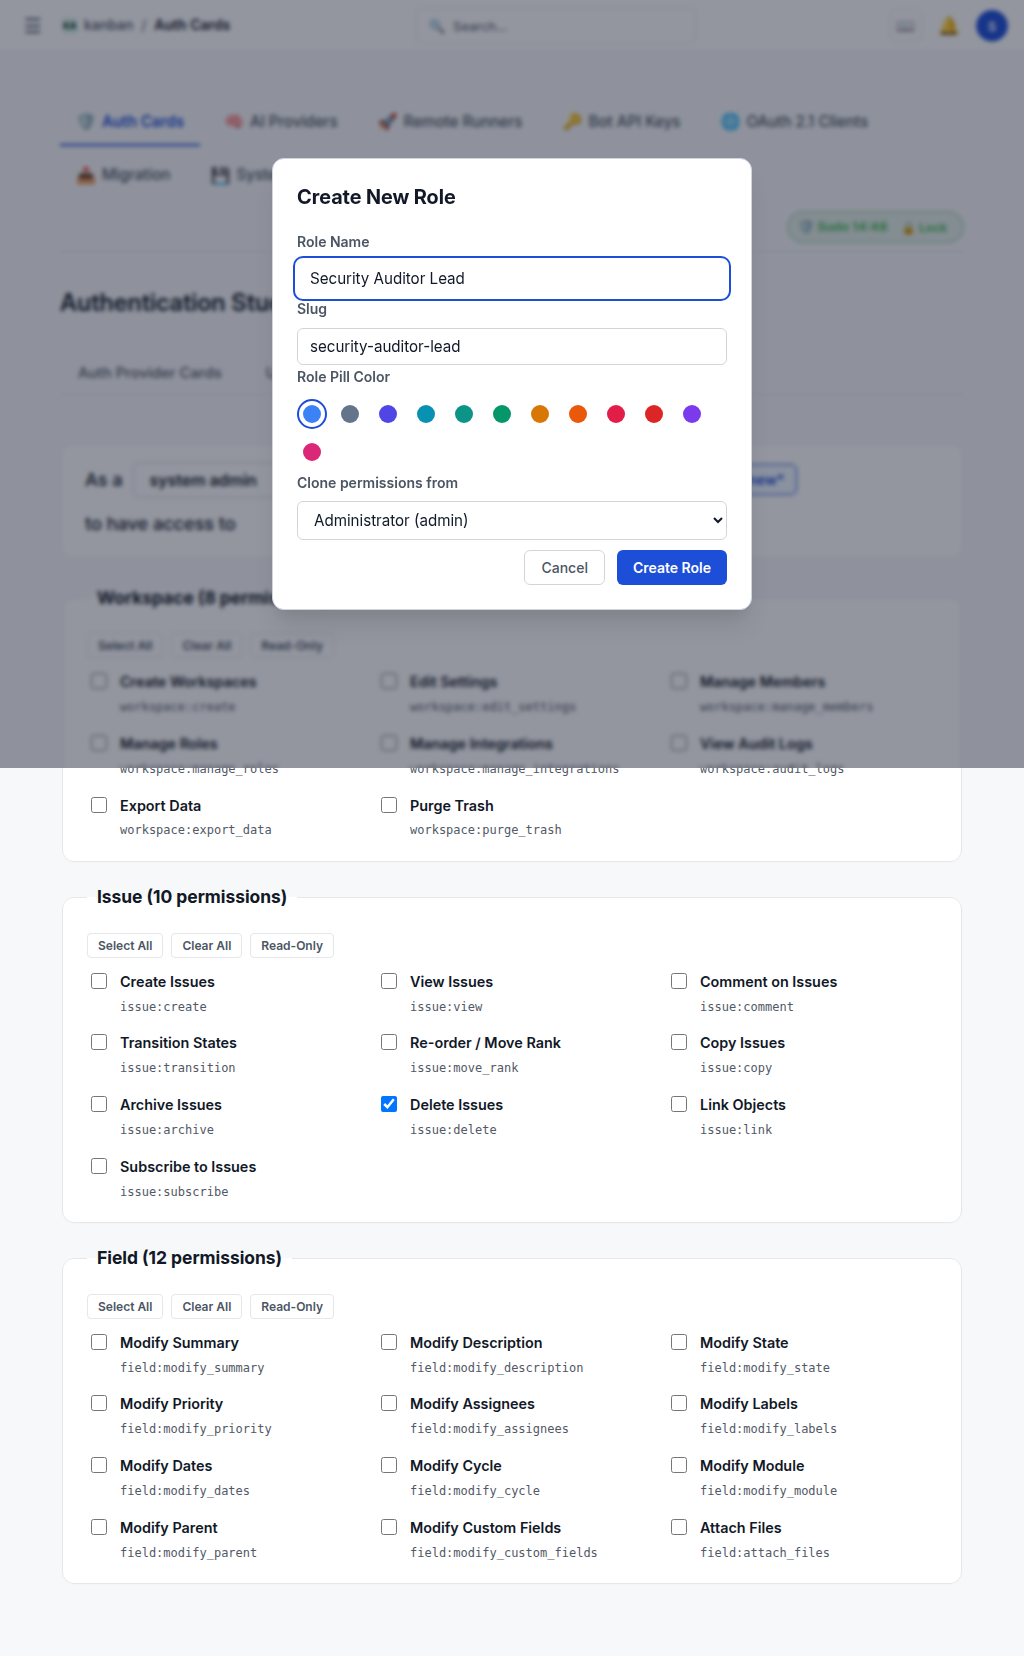 kanban / Auth Cards
Search...
S
Auth Cards
AI Providers
Remote Runners
Bot API Keys
OAuth 2.1 Clients
Migration
Create New Role
Role Name
Security Auditor Lead
Slug
security-auditor-lead
Role Pill Color
Clone permissions from
Administrator (admin)
Cancel
Create Role
Lock
Authentication
Auth Provider Cards
As a system admin
to have access to
Workspace (8
Select All
Clear All
Read-Only
Create Workspaces
Edit Settings
Manage Members
workspace:create
workspace:edit_settings
workspace:manage_members
Manage Roles
Manage Integrations
View Audit Logs
workspace:manage_roles
workspace:manage_integrations
workspace:audit_logs
Export Data
Purge Trash
workspace:export_data
workspace:purge_trash
Issue (10 permissions)
Select All
Clear All
Read-Only
Create Issues
View Issues
Comment on Issues
issue:create
issue:view
issue:comment
Transition States
Re-order / Move Rank
Copy Issues
issue:transition
issue:move_rank
issue:copy
Archive Issues
Delete Issues
Link Objects
issue:archive
issue:delete
issue:link
Subscribe to Issues
issue:subscribe
Field (12 permissions)
Select All
Clear All
Read-Only
Modify Summary
Modify Description
Modify State
field:modify_summary
field:modify_description
field:modify_state
Modify Priority
Modify Assignees
Modify Labels
field:modify_priority
field:modify_assignees
field:modify_labels
Modify Dates
Modify Cycle
Modify Module
field:modify_dates
field:modify_cycle
field:modify_module
Modify Parent
Modify Custom Fields
Attach Files
field:modify_parent
field:modify_custom_fields
field:attach_files